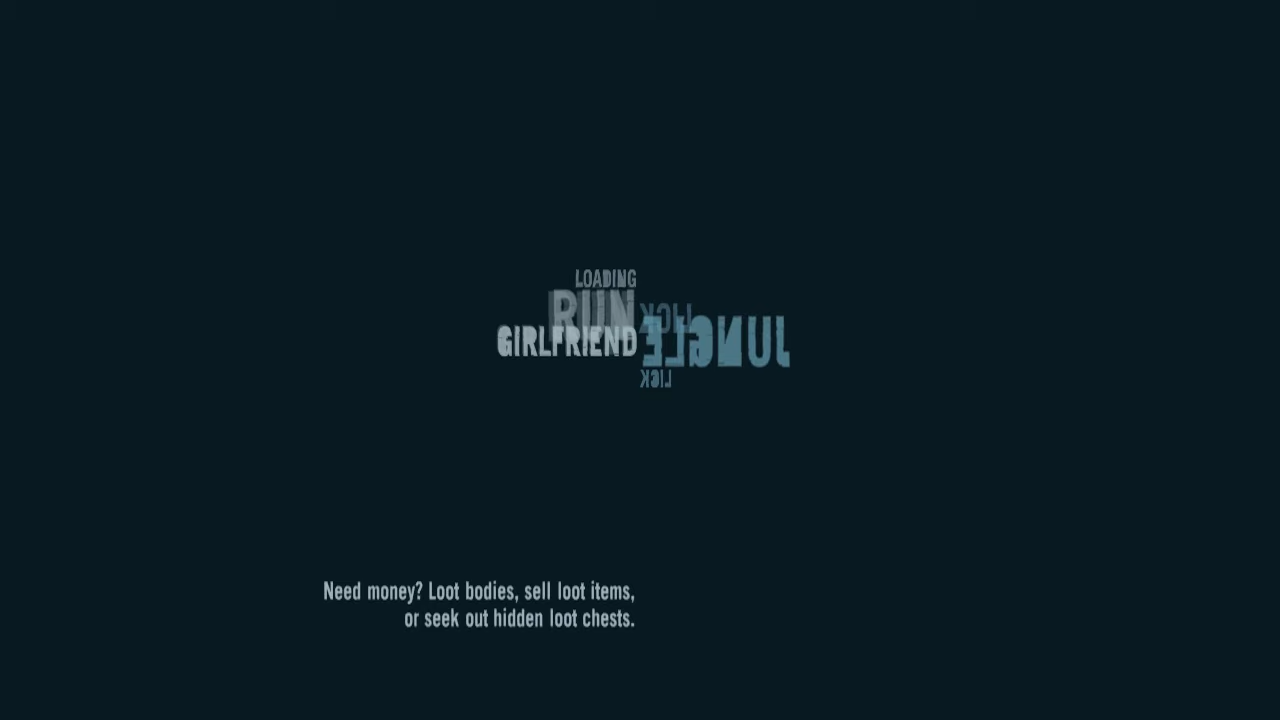 LOADING
RUN
LICK
GIRLFRIEND
JUNGLE
LICK
Need money? Loot bodies, sell loot items,
or seek out hidden loot chests.